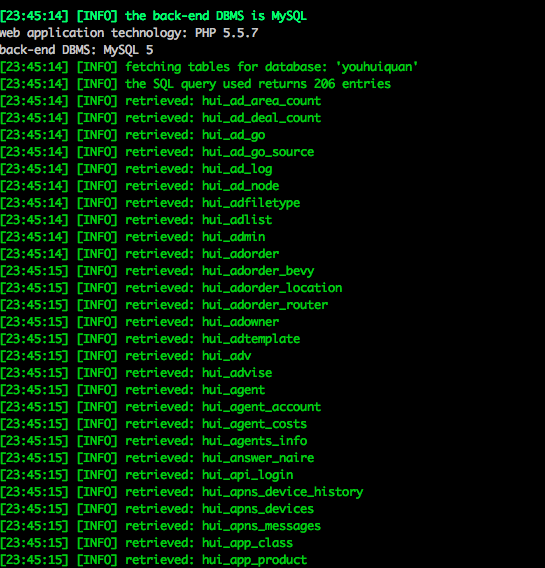 [23:45:14] [INFO] the back-end DBMS is MySQL
web application technology: PHP 5.5.7
back-end DBMS: MySQL 5
[23:45:14] [INFO] fetching tables for database: 'youhuiquan'
[23:45:14] [INFO] the SQL query used returns 206 entries
[23:45:14] [INFO] retrieved: hui_ad_area_count
[23:45:14] [INFO] retrieved: hui_ad_deal_count
[23:45:14] [INFO] retrieved: hui_ad_go
[23:45:14] [INFO] retrieved: hui_ad_go_source
[23:45:14] [INFO] retrieved: hui_ad_log
[23:45:14] [INFO] retrieved: hui_ad_node
[23:45:14] [INFO] retrieved: hui_adfiletype
[23:45:14] [INFO] retrieved: hui_adlist
[23:45:14] [INFO] retrieved: hui_admin
[23:45:14] [INFO] retrieved: hui_adorder
[23:45:15] [INFO] retrieved: hui_adorder_bevy
[23:45:15] [INFO] retrieved: hui_adorder_location
[23:45:15] [INFO] retrieved: hui_adorder_router
[23:45:15] [INFO] retrieved: hui_adowner
[23:45:15] [INFO] retrieved: hui_adtemplate
[23:45:15] [INFO] retrieved: hui_adv
[23:45:15] [INFO] retrieved: hui_advise
[23:45:15] [INFO] retrieved: hui_agent
[23:45:15] [INFO] retrieved: hui_agent_account
[23:45:15] [INFO] retrieved: hui_agent_costs
[23:45:15] [INFO] retrieved: hui_agents_info
[23:45:15] [INFO] retrieved: hui_answer_naire
[23:45:15] [INFO] retrieved: hui_api_login
[23:45:15] [INFO] retrieved: hui_apns_device_history
[23:45:15] [INFO] retrieved: hui_apns_devices
[23:45:15] [INFO] retrieved: hui_apns_messages
[23:45:15] [INFO] retrieved: hui_app_class
[23:45:15] [INFO] retrieved: hui_app_product